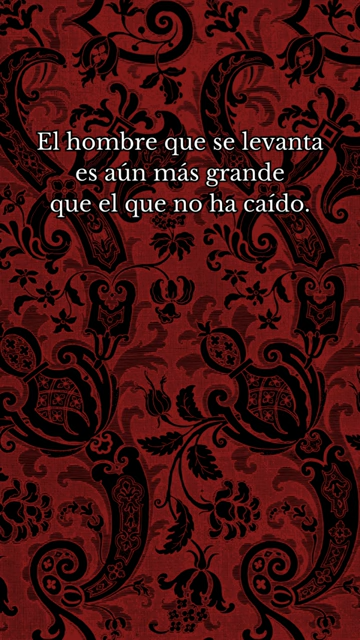 El hombre que se levanta
es aún más grande
que el que no ha caído.